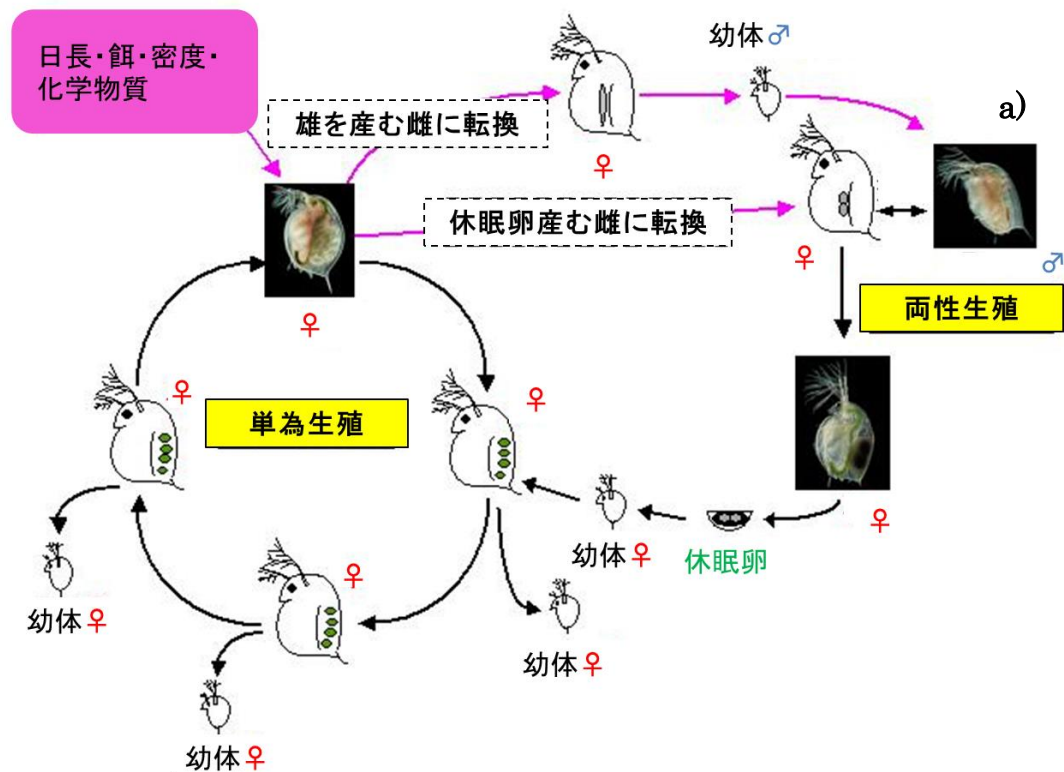 日長・餌・密度・
化学物質
幼体♂
a)
雄を産む雌に転換
♀
休眠卵産む雌に転換
♀
♂
♀
両性生殖
♀
♀
単為生殖
♀
幼体♀
休眠卵
♀
幼体♀
幼体♀
幼体♀